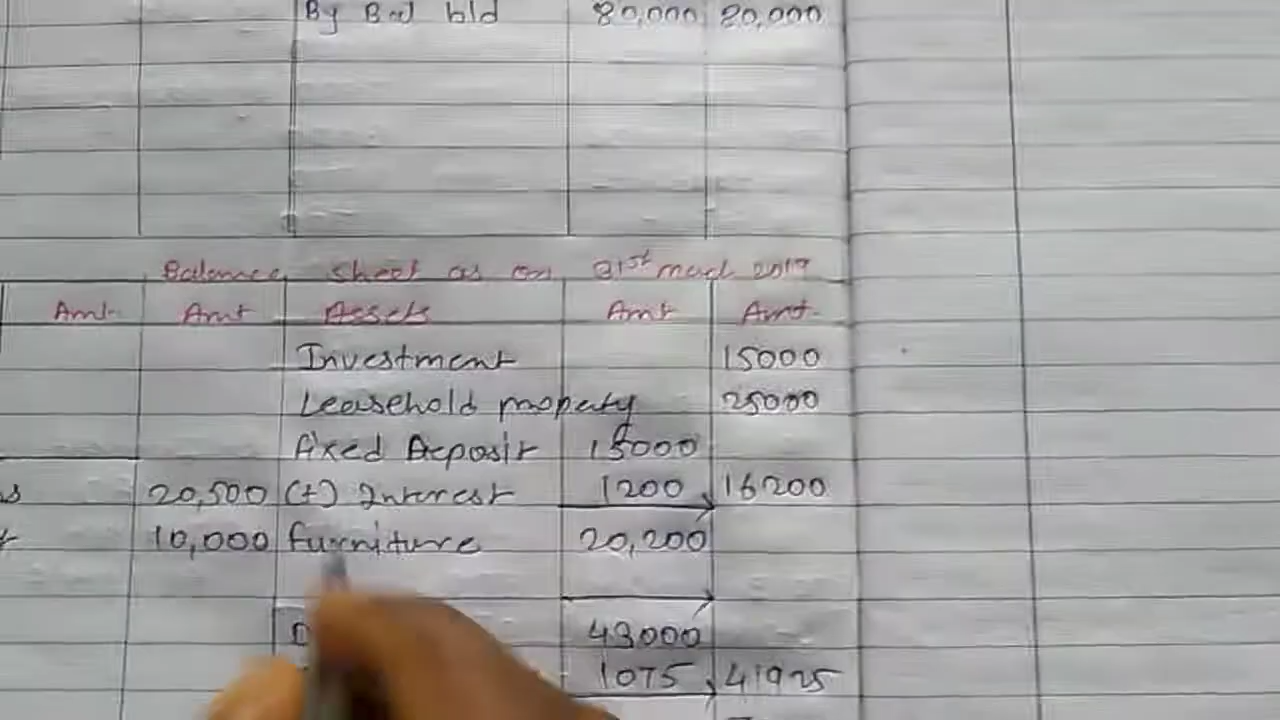 By Bad bld 80,000 80,000
Balance sheet as on 31st march 2019
Amt Amt Assets Amt Amt
Investment 15000
Leasehold property 25000
fixed Deposit 15000
20,500 (+) Interest 1200 16200
10,000 furniture 20,200
43000
1075 41925